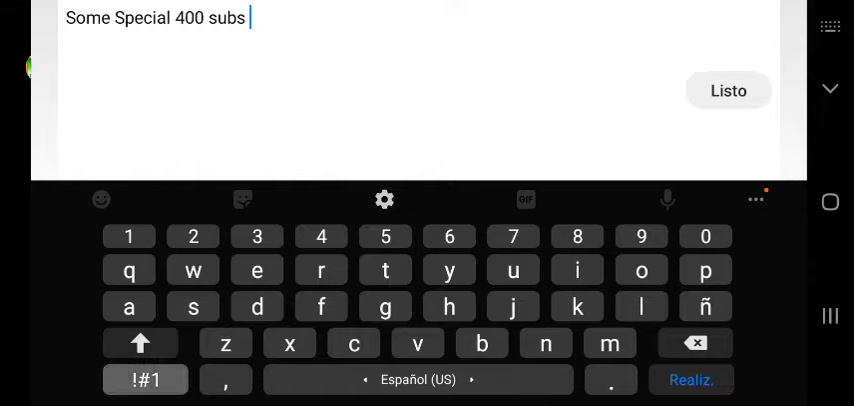 Some Special 400 subs
Listo
GIF
1 2 3 4 5 6 7 8 9 0
q w e r t y u i o p
a s d f g h j k l ñ
z x c v b n m
!#1 , Español (US) . Realiz.